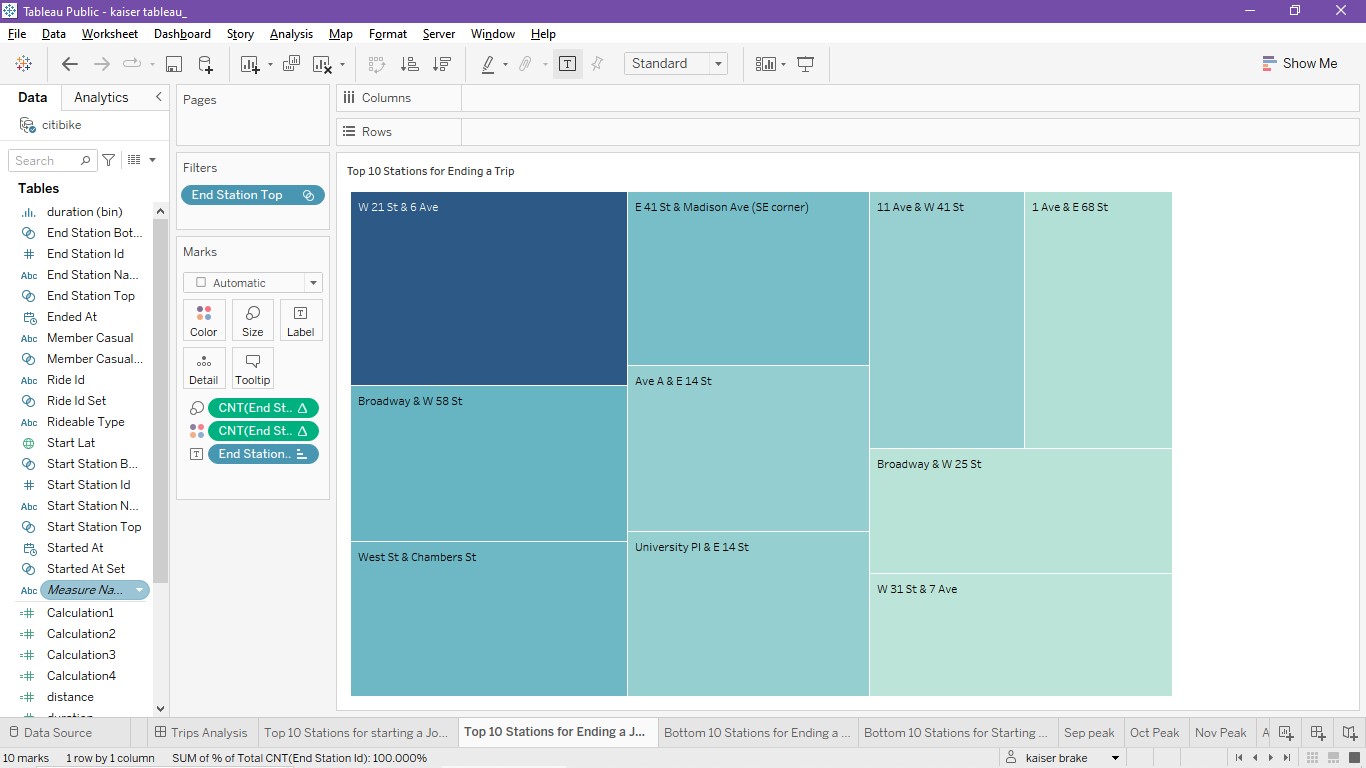 Tableau Public - kaiser tableau_
File Data Worksheet Dashboard Story Analysis Map Format Server Window Help
Standard
Show Me
Data Analytics
citibike
Search
Tables
duration (bin)
End Station Bot...
End Station Id
End Station Na...
End Station Top
Ended At
Member Casual
Member Casual...
Ride Id
Ride Id Set
Rideable Type
Start Lat
Start Station B...
Start Station Id
Start Station N...
Start Station Top
Started At
Started At Set
Measure Na...
Calculation1
Calculation2
Calculation3
Calculation4
distance
Abc
Abc
Abc
Abc
Abc
Abc
Pages
Filters
End Station Top
Marks
Automatic
Color Size Label
Detail Tooltip
CNT(End St..
CNT(End St..
End Station..
Columns
Rows
Top 10 Stations for Ending a Trip
W 21 St & 6 Ave
Broadway & W 58 St
West St & Chambers St
E 41 St & Madison Ave (SE corner)
Ave A & E 14 St
University Pl & E 14 St
11 Ave & W 41 St
1 Ave & E 68 St
Broadway & W 25 St
W 31 St & 7 Ave
Data Source Trips Analysis Top 10 Stations for starting a Jo... Top 10 Stations for Ending a J... Bottom 10 Stations for Ending a ... Bottom 10 Stations for Starting ... Sep peak Oct Peak Nov Peak
10 marks 1 row by 1 column SUM of % of Total CNT(End Station Id): 100.000% kaiser brake